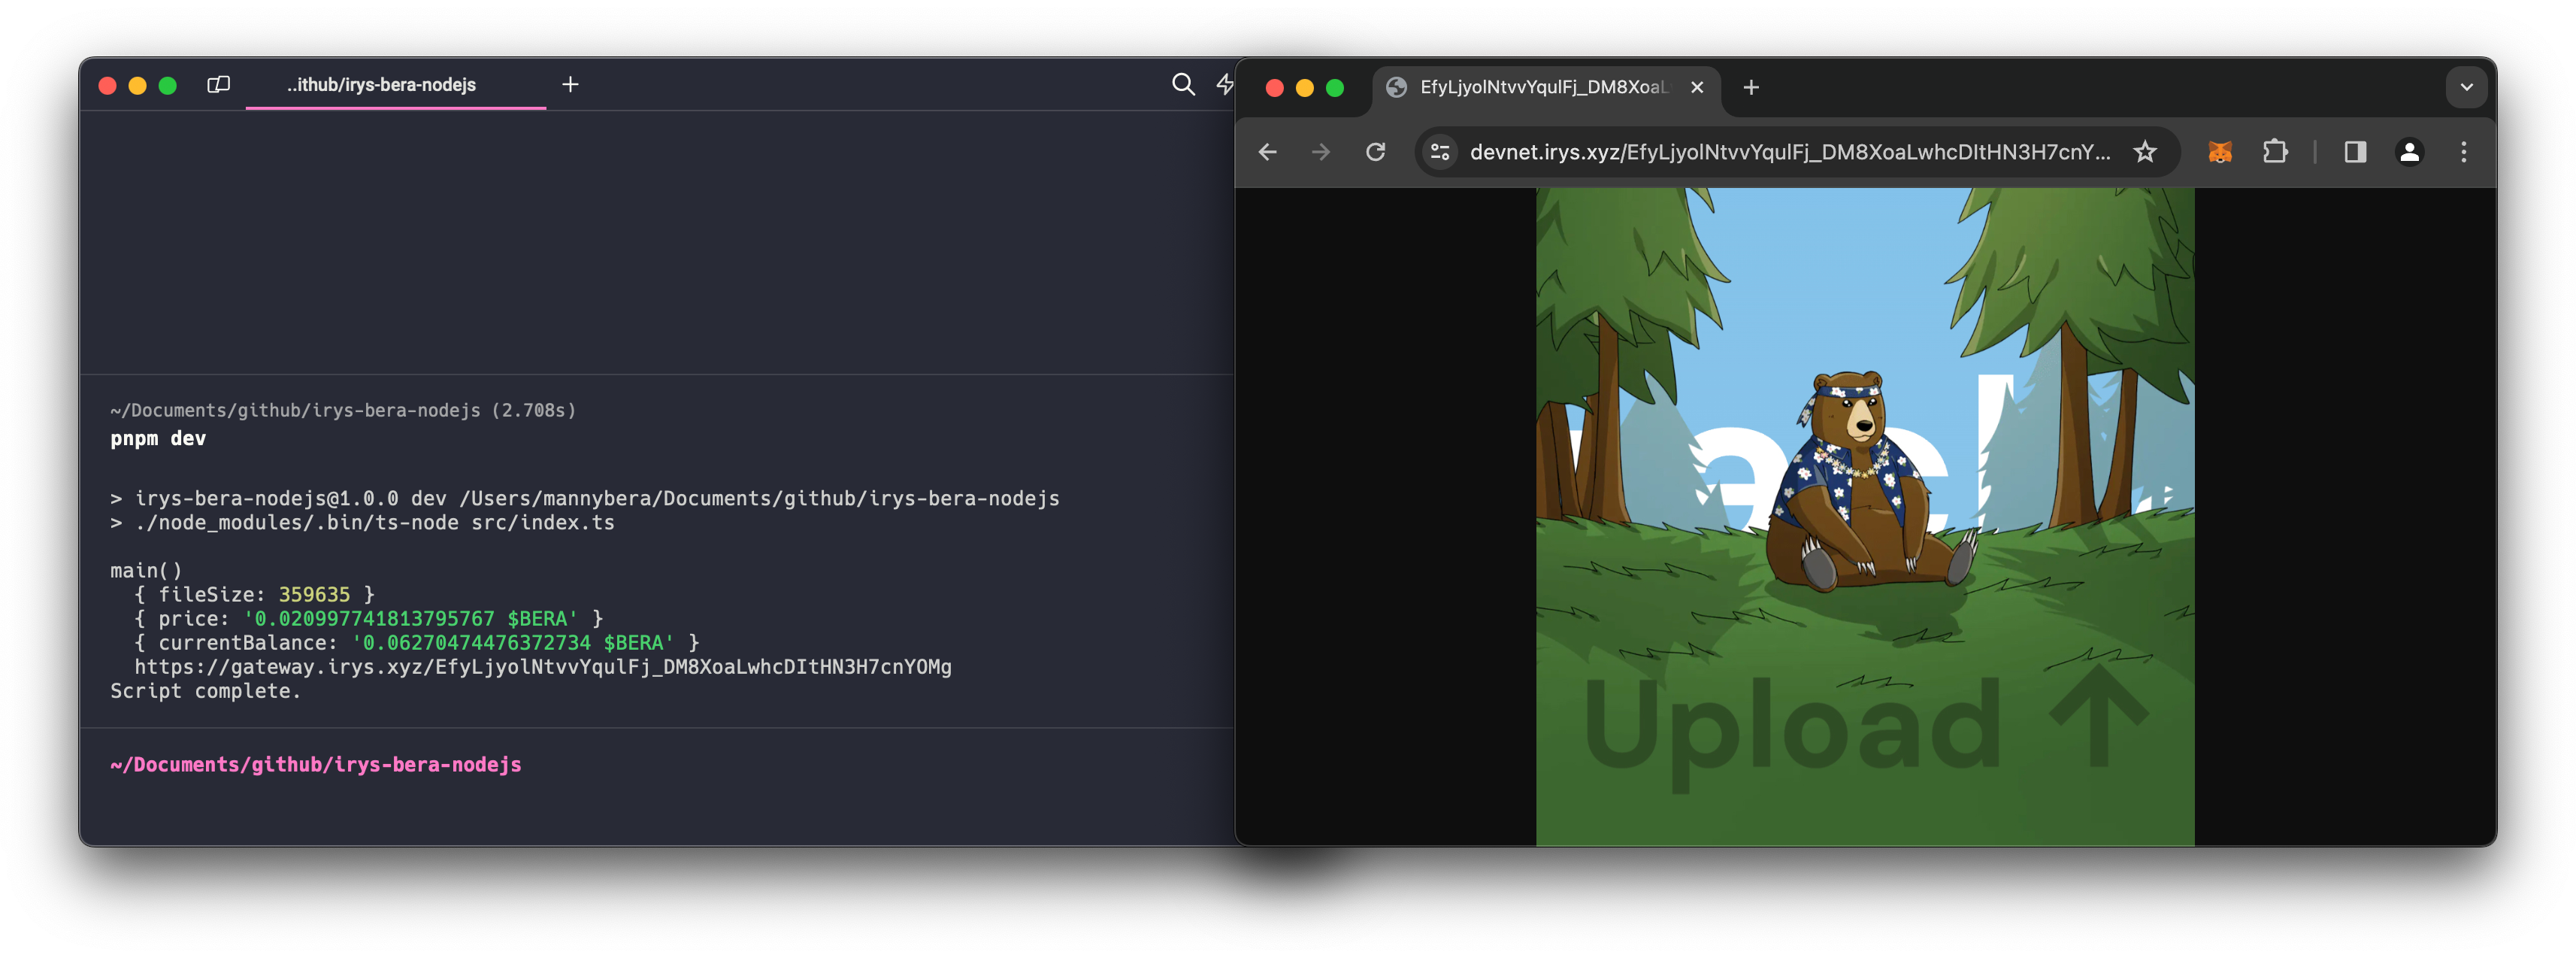 ..ithub/irys-bera-nodejs
~/Documents/github/irys-bera-nodejs (2.708s)
pnpm dev
> irys-bera-nodejs@1.0.0 dev /Users/mannybera/Documents/github/irys-bera-nodejs
> ./node_modules/.bin/ts-node src/index.ts
main()
{ fileSize: 359635 }
{ price: '0.020997741813795767 $BERA' }
{ currentBalance: '0.06270474476372734 $BERA' }
https://gateway.irys.xyz/EfyLjyolNtvvYqulFj_DM8XoaLwhcDItHN3H7cnYOMg
Script complete.
~/Documents/github/irys-bera-nodejs
EfyLjyolNtvvYqulFj_DM8XoaL
devnet.irys.xyz/EfyLjyolNtvvYqulFj_DM8XoaLwhcDItHN3H7cnY...
Upload ↑